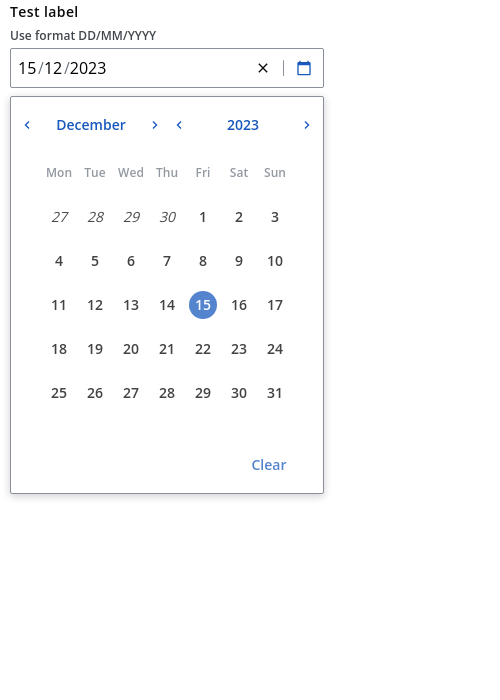 Test label
Use format DD/MM/YYYY
15/12/2023
December 2023
Mon Tue Wed Thu Fri Sat Sun
27 28 29 30 1 2 3
4 5 6 7 8 9 10
11 12 13 14 15 16 17
18 19 20 21 22 23 24
25 26 27 28 29 30 31
Clear